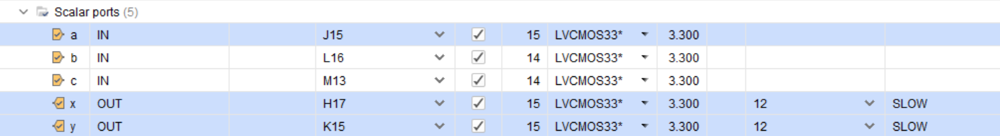 Scalar ports (5)
a IN J15 15 LVCMOS33* 3.300
b IN L16 14 LVCMOS33* 3.300
c IN M13 14 LVCMOS33* 3.300
x OUT H17 15 LVCMOS33* 3.300 12 SLOW
y OUT K15 15 LVCMOS33* 3.300 12 SLOW